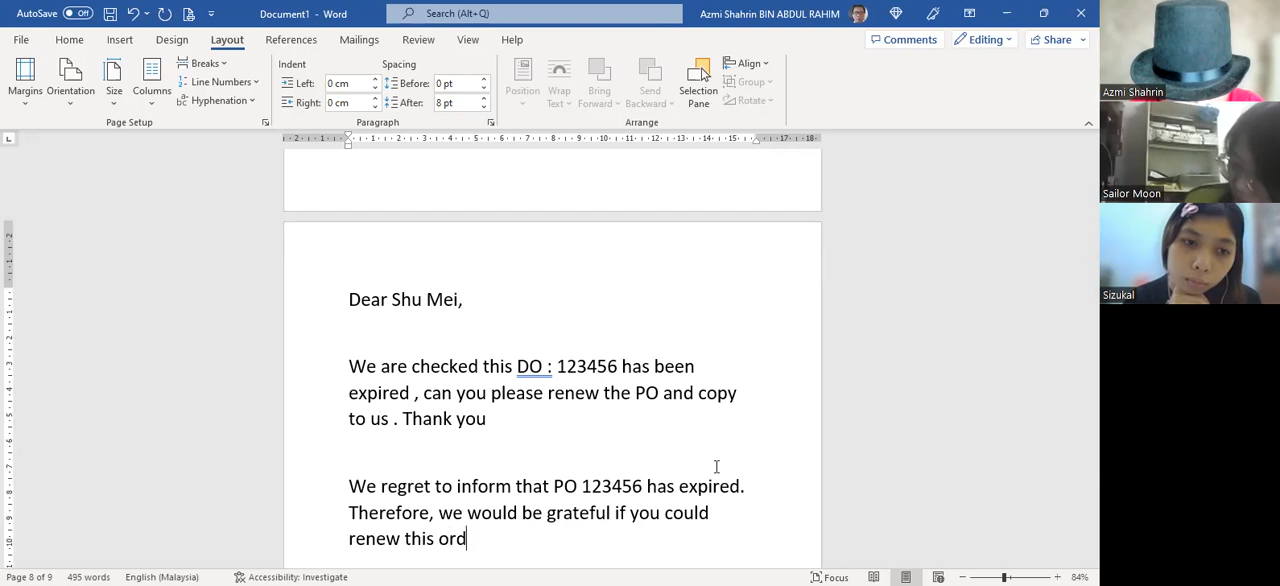 AutoSave Off Document1 - Word Search (Alt+Q) Azmi Shahrin BIN ABDUL RAHIM
File Home Insert Draw Design Layout References Mailings Review View Help Comments Editing Share
Margins Orientation Size Columns Breaks Line Numbers Hyphenation
Page Setup
Indent Spacing
Left: 0 cm Before: 0 pt
Right: 0 cm After: 8 pt
Paragraph
Position Wrap Text Bring Forward Send Backward Selection Pane Align Group Rotate
Arrange
Dear Shu Mei,
We are checked this DO : 123456 has been
expired , can you please renew the PO and copy
to us . Thank you
We regret to inform that PO 123456 has expired.
Therefore, we would be grateful if you could
renew this ord
Page 8 of 9 495 words English (Malaysia) Accessibility: Investigate Focus 84%
Azmi Shahrin
Sailor Moon
Sizukal